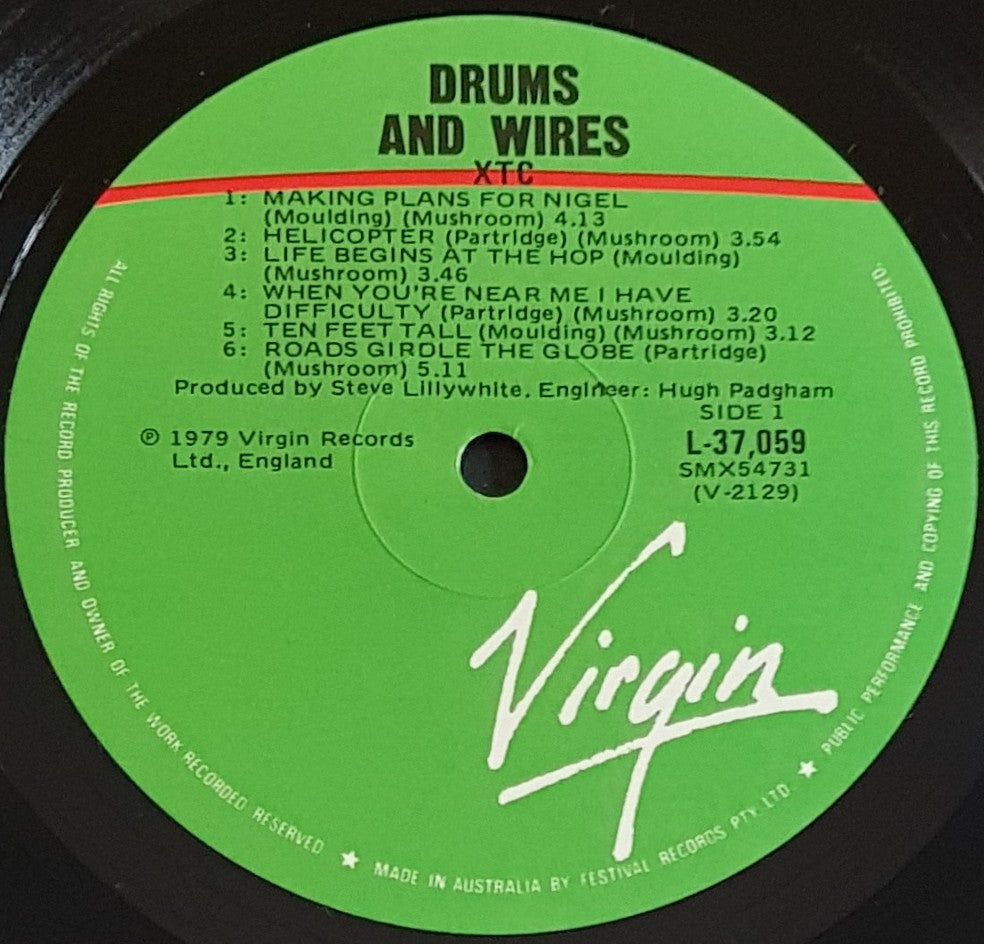 DRUMS
AND WIRES
XTC
1: MAKING PLANS FOR NIGEL
(Moulding) (Mushroom) 4.13
2: HELICOPTER (Partridge) (Mushroom) 3.54
3: LIFE BEGINS AT THE HOP (Moulding)
(Mushroom) 3.46
4: WHEN YOU'RE NEAR ME I HAVE
DIFFICULTY (Partridge) (Mushroom) 3.20
5: TEN FEET TALL (Moulding) (Mushroom) 3.12
6: ROADS GIRDLE THE GLOBE (Partridge)
(Mushroom) 5.11
Produced by Steve Lillywhite. Engineer: Hugh Padgham
SIDE 1
℗ 1979 Virgin Records
Ltd., England
L-37,059
SMX54731
(V-2129)
Virgin
ALL RIGHTS OF THE RECORD PRODUCER AND OWNER OF THE WORK RECORDED RESERVED ★ MADE IN AUSTRALIA BY FESTIVAL RECORDS PTY. LTD. ★ PUBLIC PERFORMANCE AND COPYING OF THIS RECORD PROHIBITED.